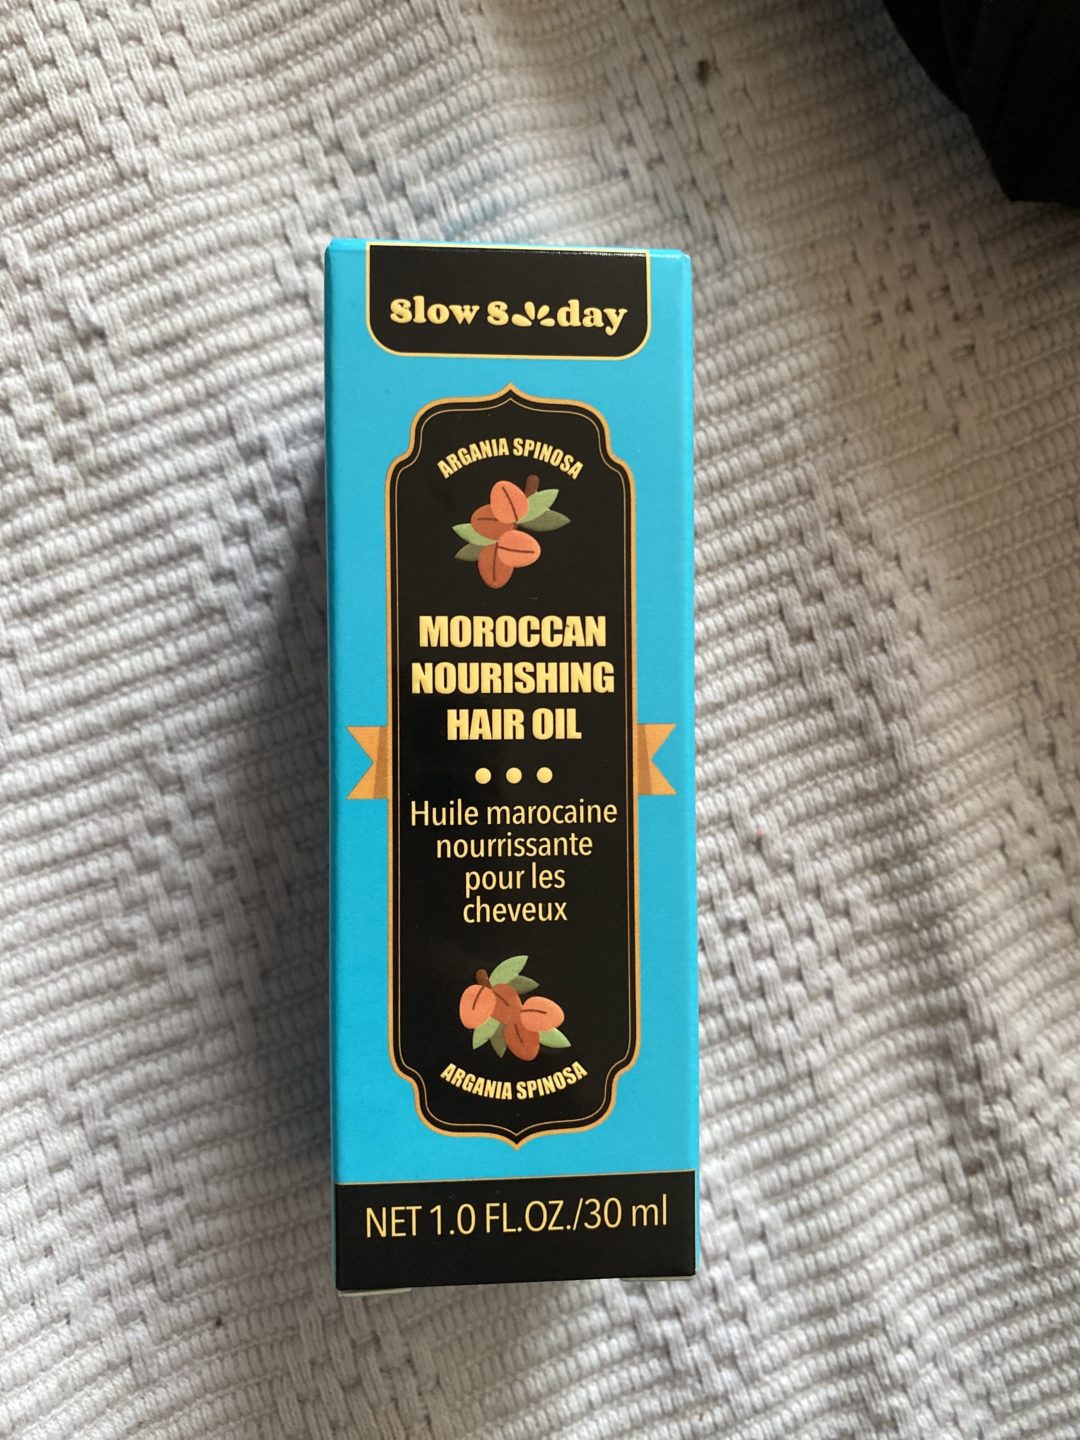 Slow Sunday
ARGANIA SPINOSA
MOROCCAN
NOURISHING
HAIR OIL
Huile marocaine
nourrissante
pour les
cheveux
ARGANIA SPINOSA
NET 1.0 FL.OZ./30 ml